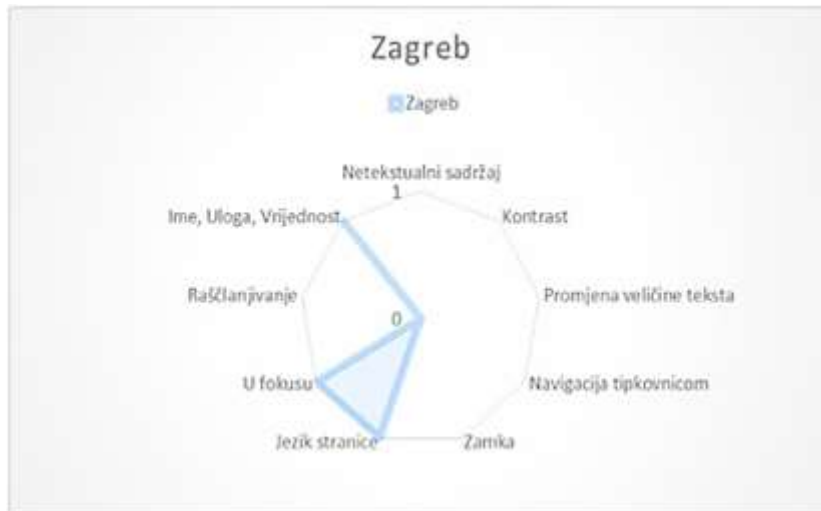 Zagreb
Zagreb
Netekstualni sadržaj
1
Ime, Uloga, Vrijednost
Kontrast
Raščlanjivanje
Promjena veličine teksta
0
U fokusu
Navigacija tipkovnicom
Jezik stranice
Zamka